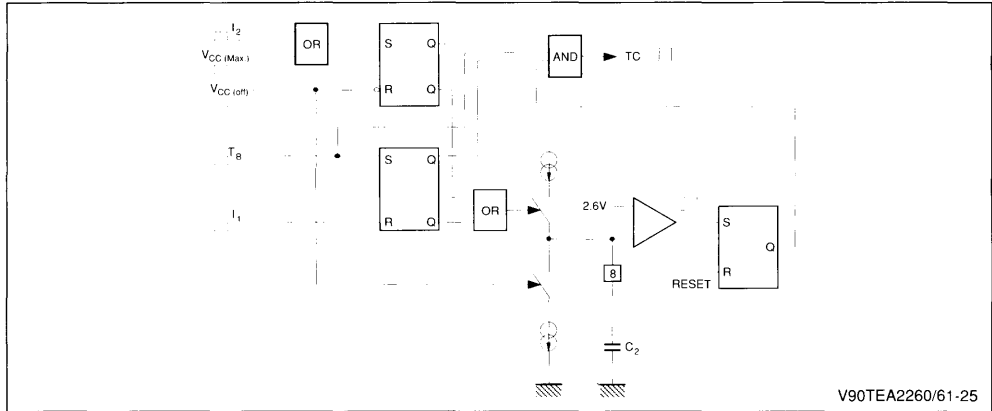 I2
OR
S Q
AND
TC
VCC (Max.)
VCC (off)
R Q
T8
S Q
OR
2.6V
I1
R Q
S
Q
8
RESET
R
C2
V90TEA2260/61-25